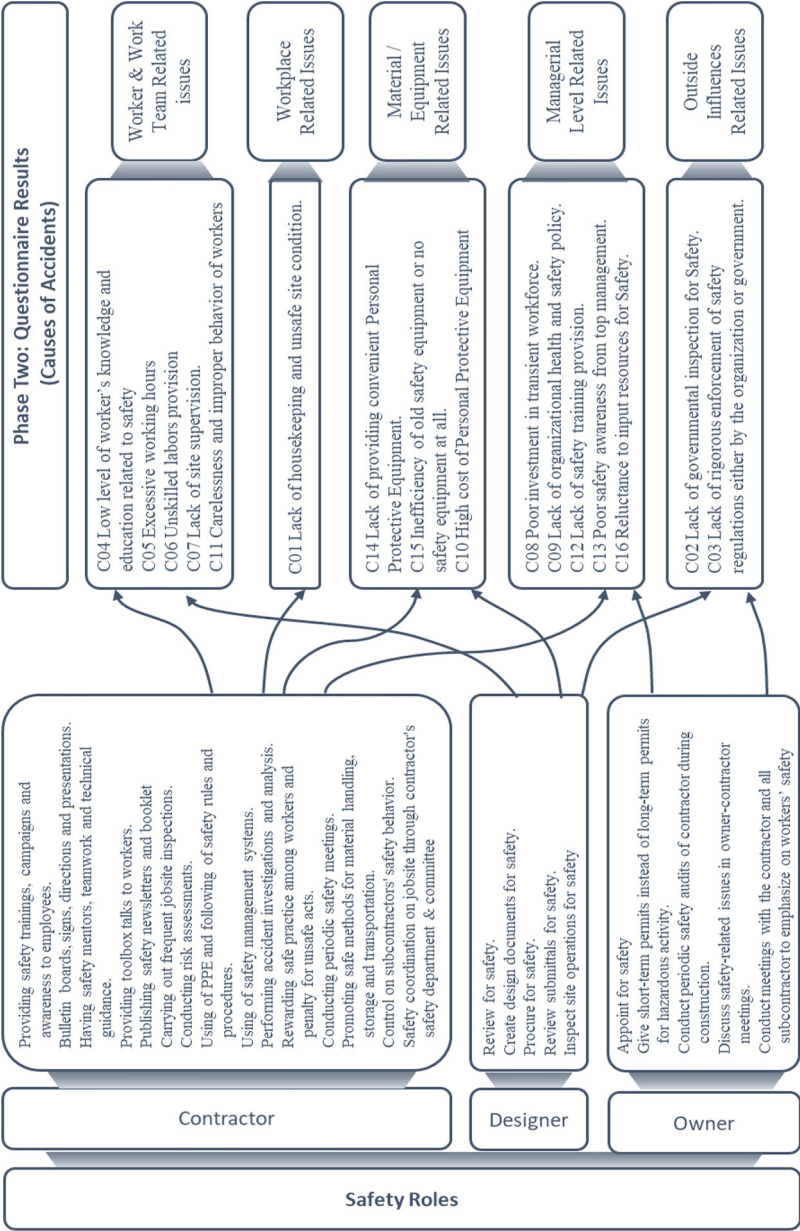 Safety Roles
Contractor
Providing safety trainings, campaigns and
awareness to employees.
Bulletin boards, signs, directions and presentations.
Having safety mentors, teamwork and technical
guidance.
Providing toolbox talks to workers.
Publishing safety newsletters and booklet
Carrying out frequent jobsite inspections.
Conducting risk assessments.
Using of PPE and following of safety rules and
procedures.
Using of safety management systems.
Performing accident investigations and analysis.
Rewarding safe practice among workers and
penalty for unsafe acts.
Conducting periodic safety meetings.
Promoting safe methods for material handling,
storage and transportation.
Control on subcontractors' safety behavior.
Safety coordination on jobsite through contractor's
safety department & committee
Designer
Review for safety.
Create design documents for safety.
Procure for safety.
Review submittals for safety.
Inspect site operations for safety
Owner
Appoint for safety
Give short-term permits instead of long-term permits
for hazardous activity.
Conduct periodic safety audits of contractor during
construction.
Discuss safety-related issues in owner-contractor
meetings.
Conduct meetings with the contractor and all
subcontractor to emphasize on workers’ safety
Phase Two: Questionnaire Results
(Causes of Accidents)
C04 Low level of worker’s knowledge and
education related to safety
C05 Excessive working hours
C06 Unskilled labors provision
C07 Lack of site supervision.
C11 Carelessness and improper behavior of workers
Worker & Work
Team Related
issues
C01 Lack of housekeeping and unsafe site condition.
Workplace
Related Issues
C14 Lack of providing convenient Personal
Protective Equipment.
C15 Inefficiency of old safety equipment or no
safety equipment at all.
C10 High cost of Personal Protective Equipment
Material /
Equipment
Related Issues
C08 Poor investment in transient workforce.
C09 Lack of organizational health and safety policy.
C12 Lack of safety training provision.
C13 Poor safety awareness from top management.
C16 Reluctance to input resources for Safety.
Managerial
Level Related
Issues
C02 Lack of governmental inspection for Safety.
C03 Lack of rigorous enforcement of safety
regulations either by the organization or government.
Outside
Influences
Related Issues